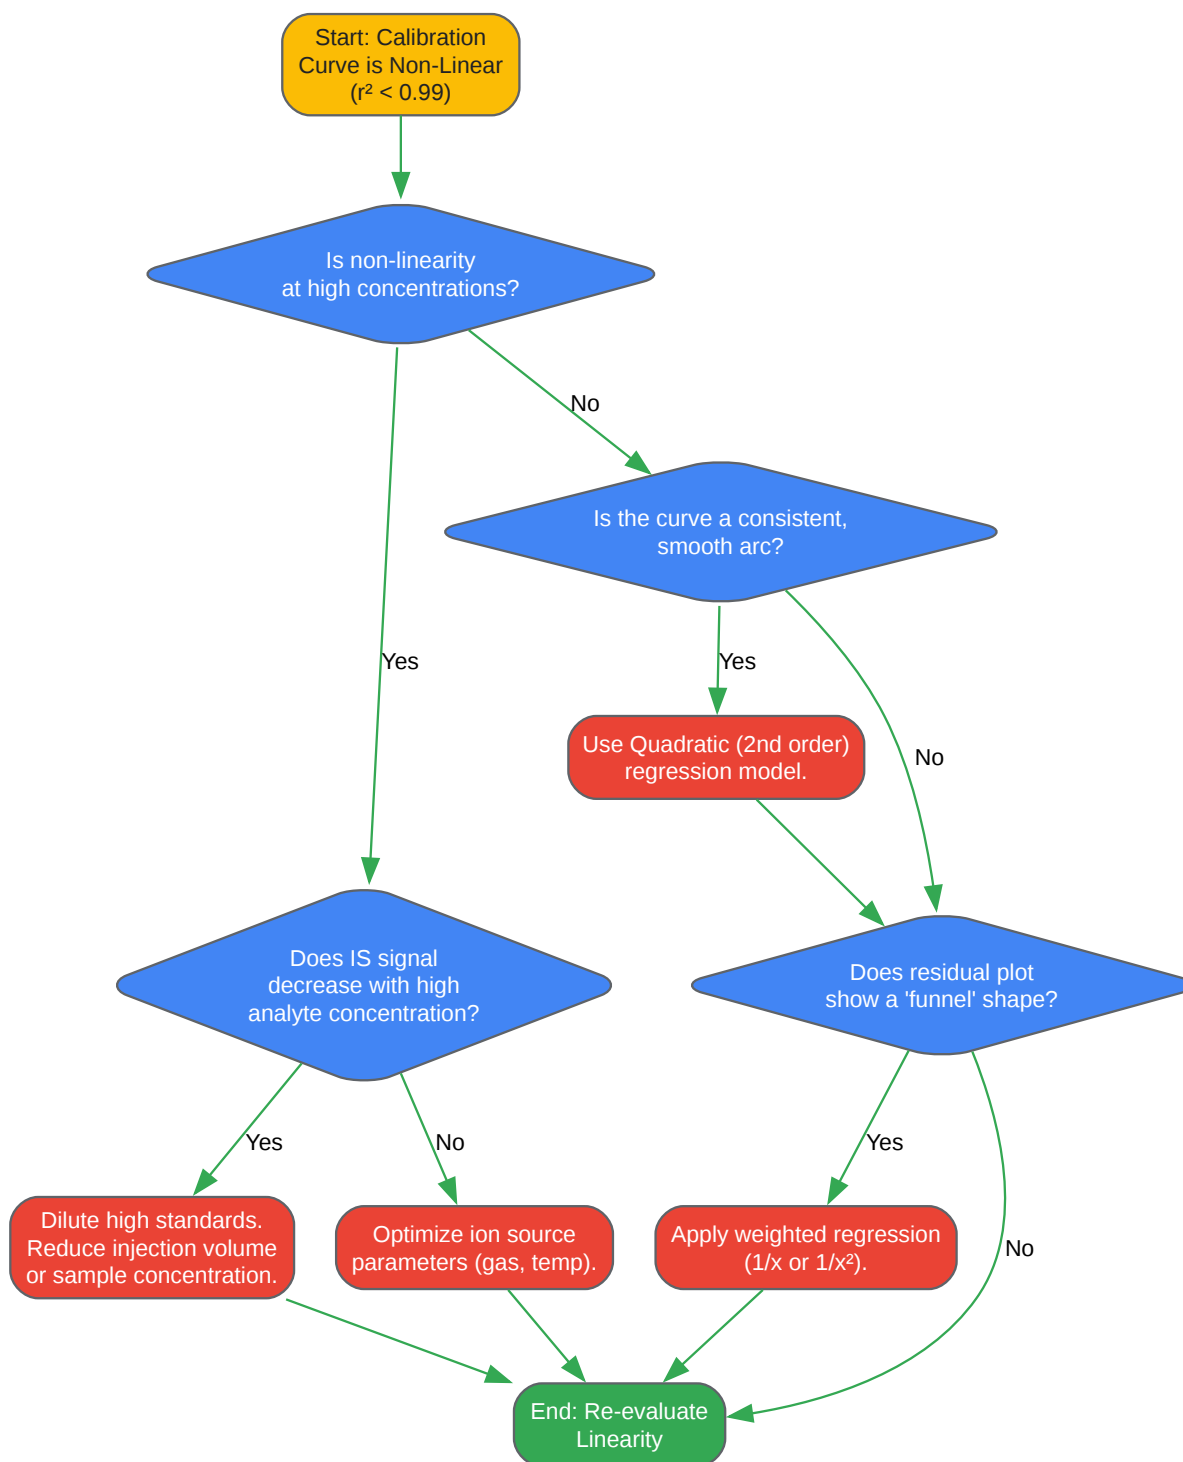 Start: Calibration
Curve is Non-Linear
(r² < 0.99)
Is non-linearity
at high concentrations?
No
Is the curve a consistent,
smooth arc?
Yes
Yes
Use Quadratic (2nd order)
regression model.
No
Does IS signal
decrease with high
analyte concentration?
Does residual plot
show a 'funnel' shape?
Yes
No
Yes
Dilute high standards.
Reduce injection volume
or sample concentration.
Optimize ion source
parameters (gas, temp).
Apply weighted regression
(1/x or 1/x²).
No
End: Re-evaluate
Linearity